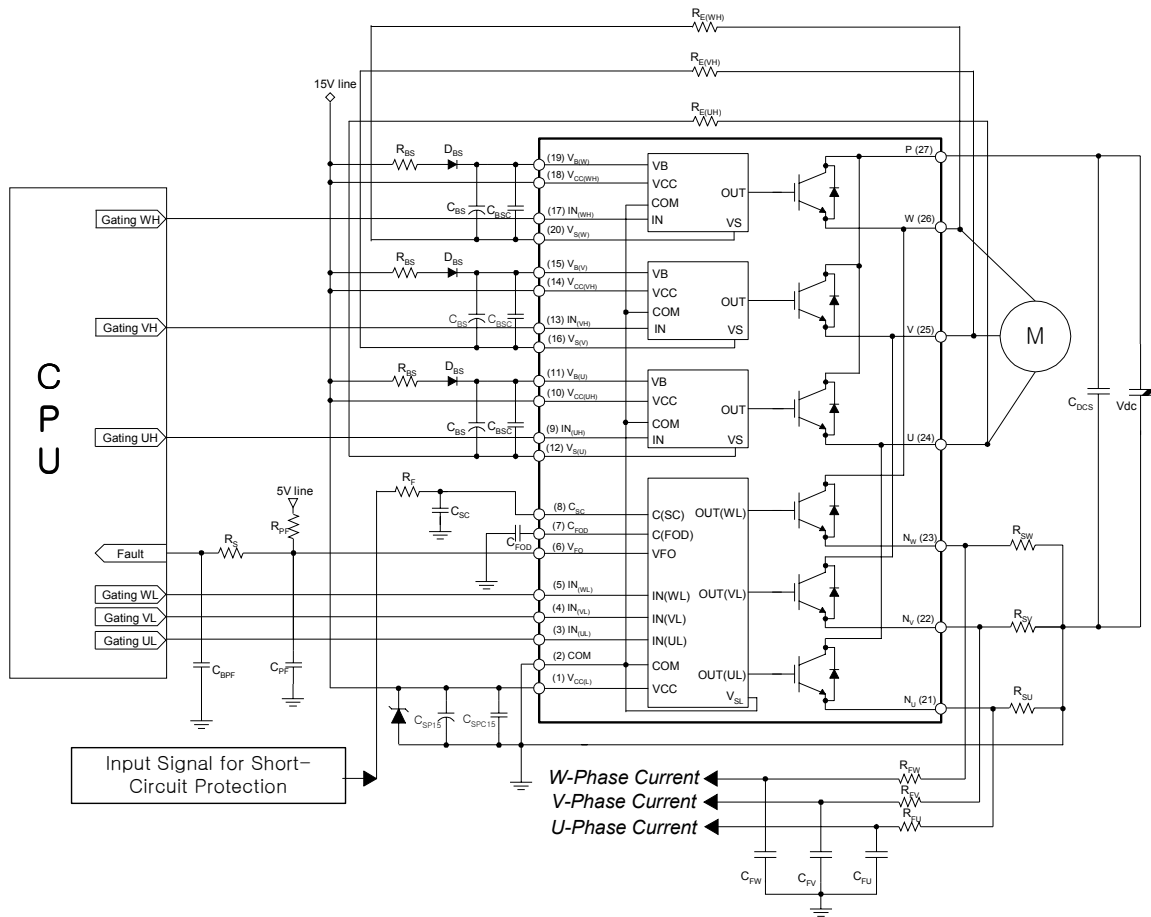 R_E(WH)
R_E(VH)
15V line
R_E(UH)
R_BS
D_BS
(19) V_B(W)
VB
P (27)
(18) V_CC(WH)
VCC
OUT
C_BS
C_BSC
COM
Gating WH
(17) IN_(WH)
IN
VS
W (26)
(20) V_S(W)
R_BS
D_BS
(15) V_B(V)
VB
(14) V_CC(VH)
VCC
OUT
C_BS
C_BSC
COM
Gating VH
(13) IN_(VH)
IN
VS
V (25)
M
(16) V_S(V)
CPU
R_BS
D_BS
(11) V_B(U)
VB
(10) V_CC(UH)
VCC
OUT
C_DCS
Vdc
C_BS
C_BSC
COM
Gating UH
(9) IN_(UH)
IN
VS
U (24)
(12) V_S(U)
R_F
5V line
C_SC
(8) C_SC
C(SC)
OUT(WL)
R_PF
C_FOD
(7) C_FOD
C(FOD)
R_S
Fault
(6) V_FO
VFO
N_W (23)
R_SW
Gating WL
(5) IN_(WL)
IN(WL)
OUT(VL)
Gating VL
(4) IN_(VL)
IN(VL)
N_V (22)
R_SV
Gating UL
(3) IN_(UL)
IN(UL)
C_BPF
C_PF
(2) COM
COM
OUT(UL)
(1) V_CC(L)
VCC
V_SL
N_U (21)
R_SU
C_SP15
C_SPC15
Input Signal for Short-
Circuit Protection
W-Phase Current
R_FW
V-Phase Current
R_FV
U-Phase Current
R_FU
C_FW
C_FV
C_FU